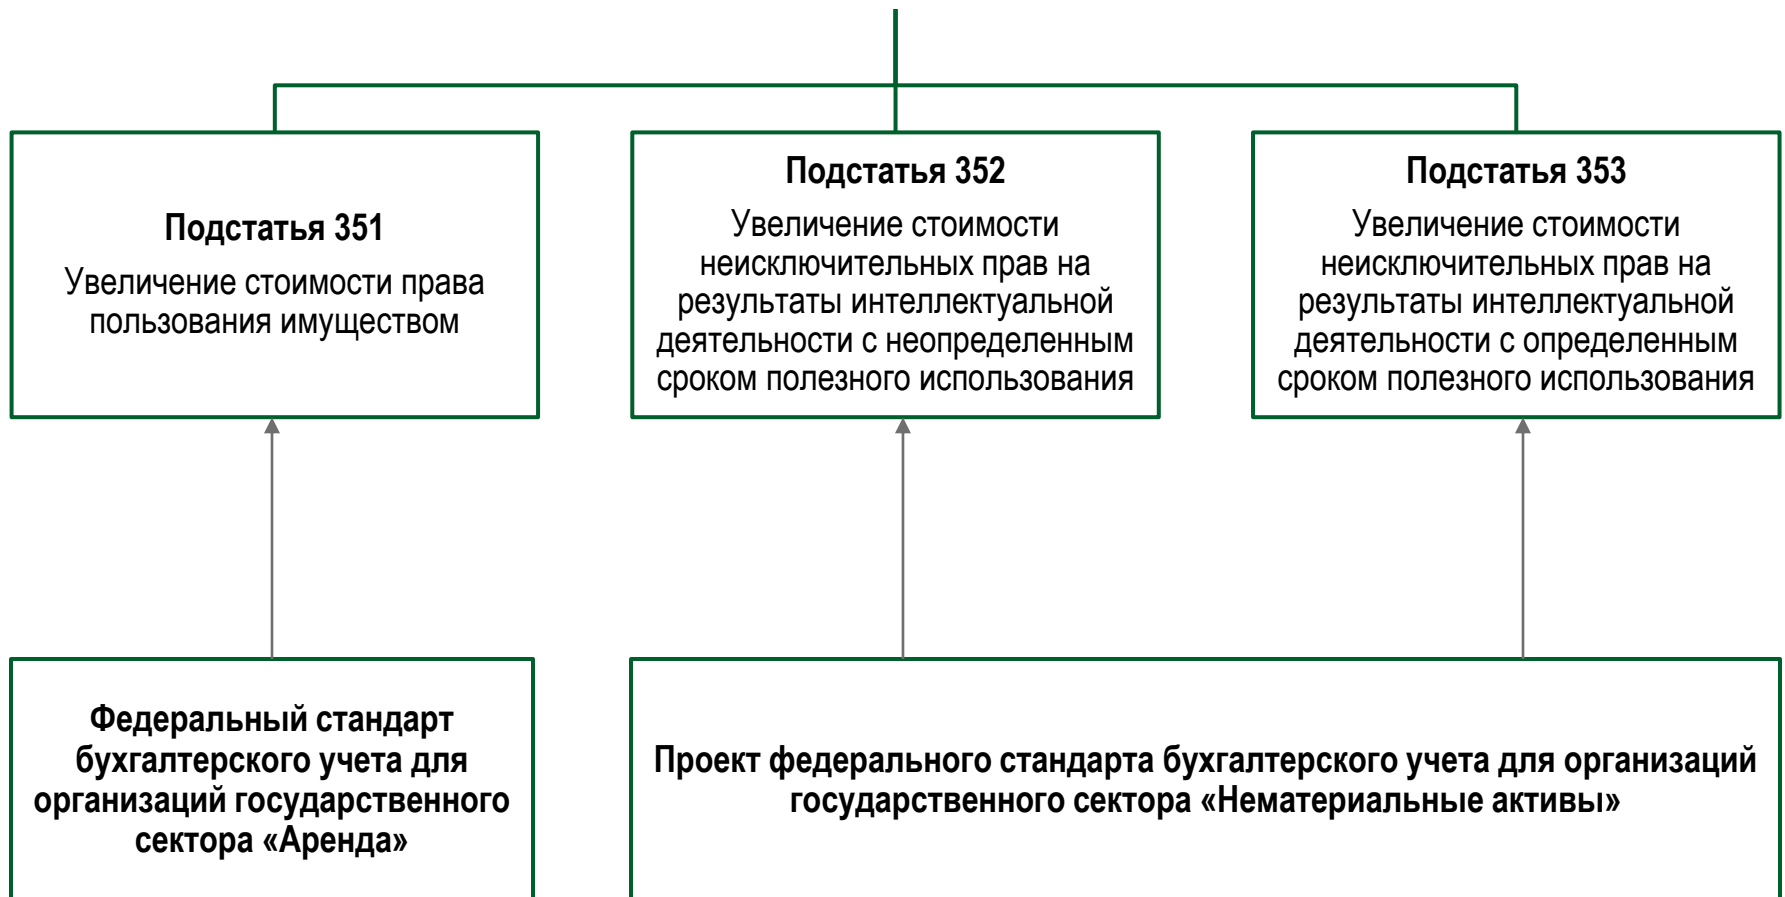 Подстатья 351
Увеличение стоимости права
пользования имуществом
Подстатья 352
Увеличение стоимости
неисключительных прав на
результаты интеллектуальной
деятельности с неопределенным
сроком полезного использования
Подстатья 353
Увеличение стоимости
неисключительных прав на
результаты интеллектуальной
деятельности с определенным
сроком полезного использования
Федеральный стандарт
бухгалтерского учета для
организаций государственного
сектора «Аренда»
Проект федерального стандарта бухгалтерского учета для организаций
государственного сектора «Нематериальные активы»